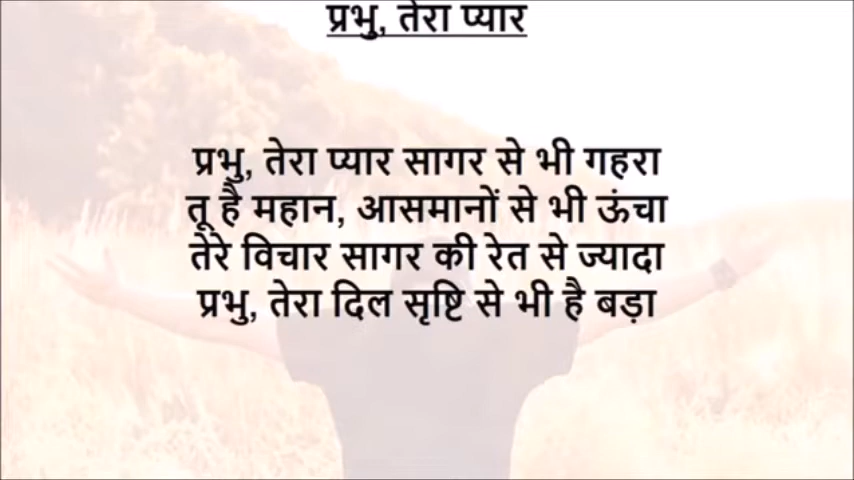 प्रभु, तेरा प्यार
प्रभु, तेरा प्यार सागर से भी गहरा
तू है महान, आसमानों से भी ऊंचा
तेरे विचार सागर की रेत से ज्यादा
प्रभु, तेरा दिल सृष्टि से भी है बड़ा